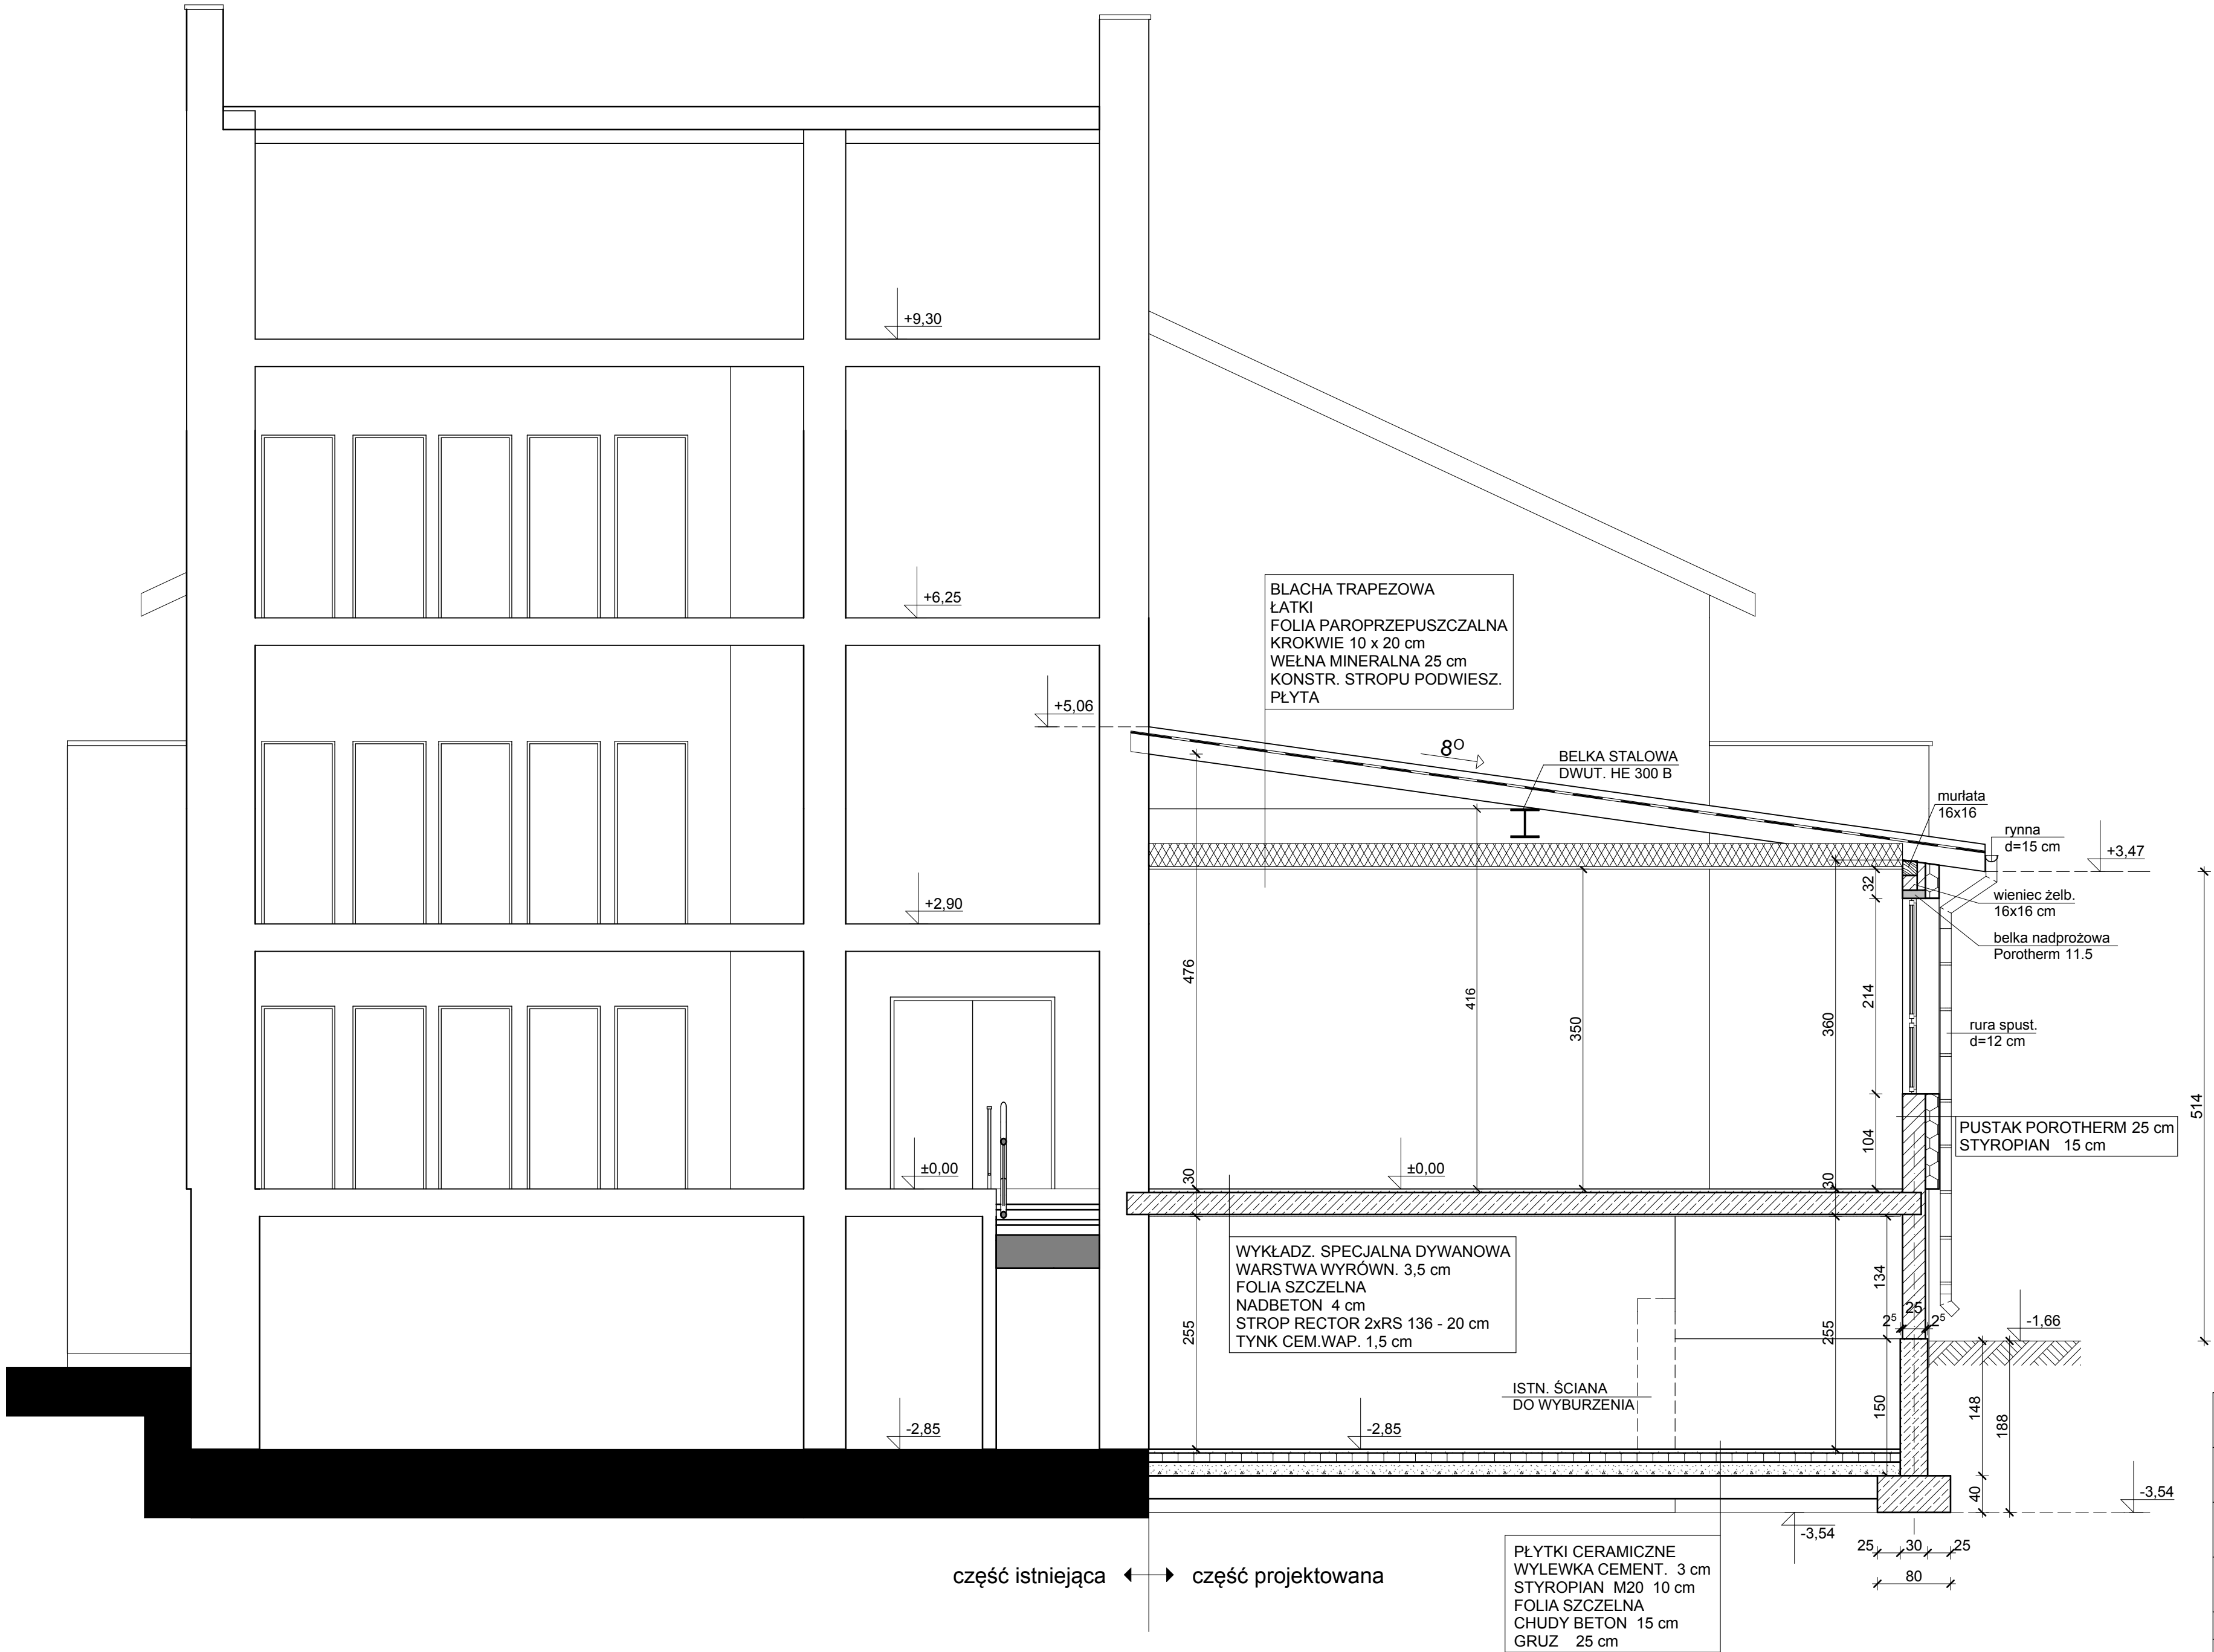 +9,30
+6,25
BLACHA TRAPEZOWA
ŁATKI
FOLIA PAROPRZEPUSZCZALNA
KROKWIE 10 x 20 cm
WEŁNA MINERALNA 25 cm
KONSTR. STROPU PODWIESZ.
PŁYTA
+5,06
8O
BELKA STALOWA
DWUT. HE 300 B
murłata
16x16
rynna
d=15 cm
+3,47
+2,90
32
wieniec żelb.
16x16 cm
belka nadprożowa
Porotherm 11.5
476
416
350
360
214
rura spust.
d=12 cm
514
104
PUSTAK POROTHERM 25 cm
STYROPIAN 15 cm
±0,00
30
±0,00
30
WYKŁADZ. SPECJALNA DYWANOWA
WARSTWA WYRÓWN. 3,5 cm
FOLIA SZCZELNA
NADBETON 4 cm
STROP RECTOR 2xRS 136 - 20 cm
TYNK CEM.WAP. 1,5 cm
134
255
255
25 25 25
-1,66
ISTN. ŚCIANA
DO WYBURZENIA
150
148
188
-2,85
-2,85
40
-3,54
-3,54
25 30 25
80
część istniejąca część projektowana
PŁYTKI CERAMICZNE
WYLEWKA CEMENT. 3 cm
STYROPIAN M20 10 cm
FOLIA SZCZELNA
CHUDY BETON 15 cm
GRUZ 25 cm